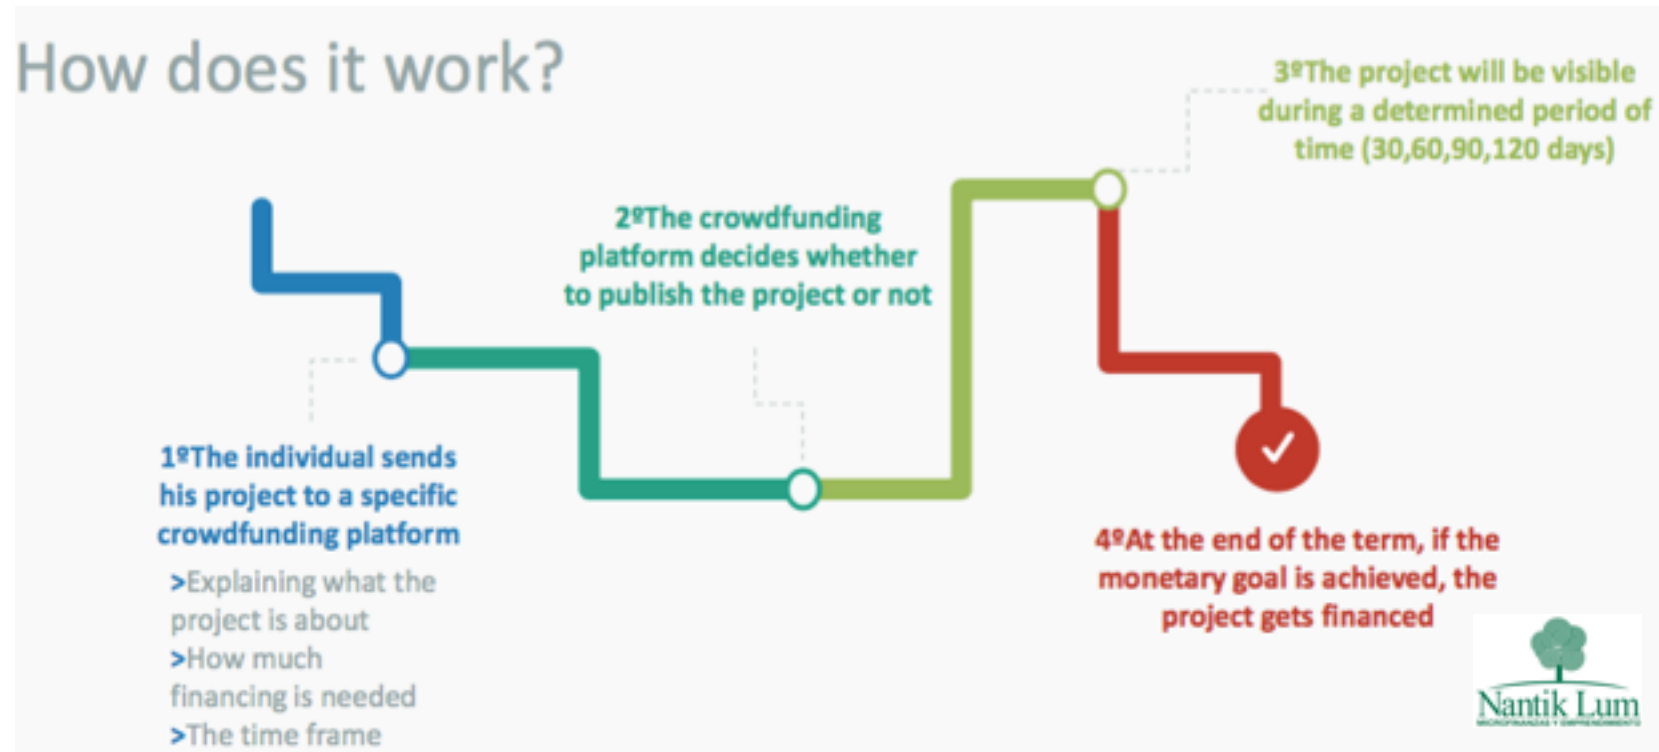 How does it work?
1ºThe individual sends
his project to a specific
crowdfunding platform
>Explaining what the
project is about
>How much
financing is needed
>The time frame
2ºThe crowdfunding
platform decides whether
to publish the project or not
3ºThe project will be visible
during a determined period of
time (30,60,90,120 days)
4ºAt the end of the term, if the
monetary goal is achieved, the
project gets financed
Nantik Lum
MICROFINANZAS Y EMPRENDIMIENTO